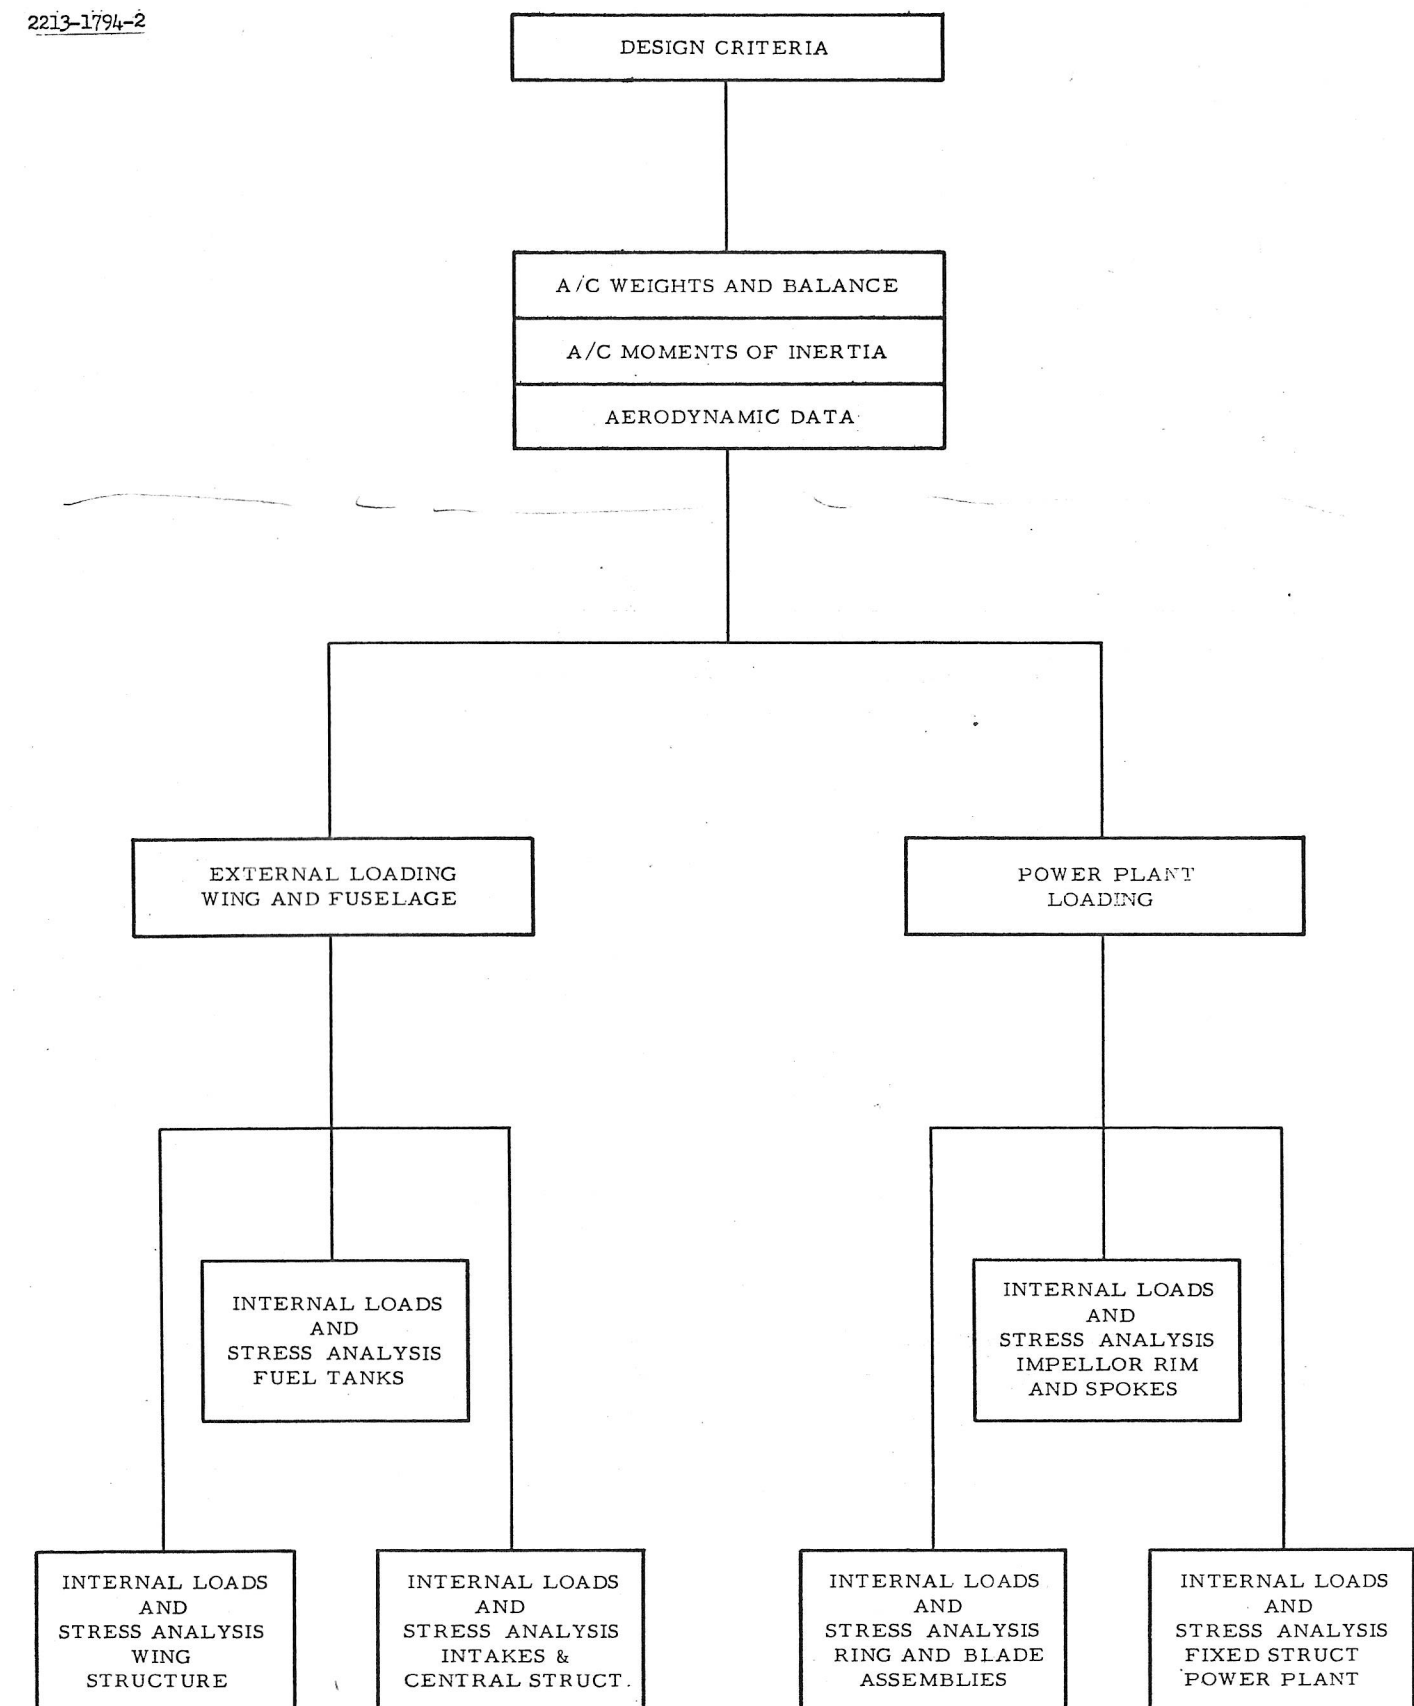 2213-1794-2
DESIGN CRITERIA
A/C WEIGHTS AND BALANCE
A/C MOMENTS OF INERTIA
AERODYNAMIC DATA
EXTERNAL LOADING
WING AND FUSELAGE
POWER PLANT
LOADING
INTERNAL LOADS
AND
STRESS ANALYSIS
FUEL TANKS
INTERNAL LOADS
AND
STRESS ANALYSIS
IMPELLOR RIM
AND SPOKES
INTERNAL LOADS
AND
STRESS ANALYSIS
WING
STRUCTURE
INTERNAL LOADS
AND
STRESS ANALYSIS
INTAKES &
CENTRAL STRUCT.
INTERNAL LOADS
AND
STRESS ANALYSIS
RING AND BLADE
ASSEMBLIES
INTERNAL LOADS
AND
STRESS ANALYSIS
FIXED STRUCT
POWER PLANT